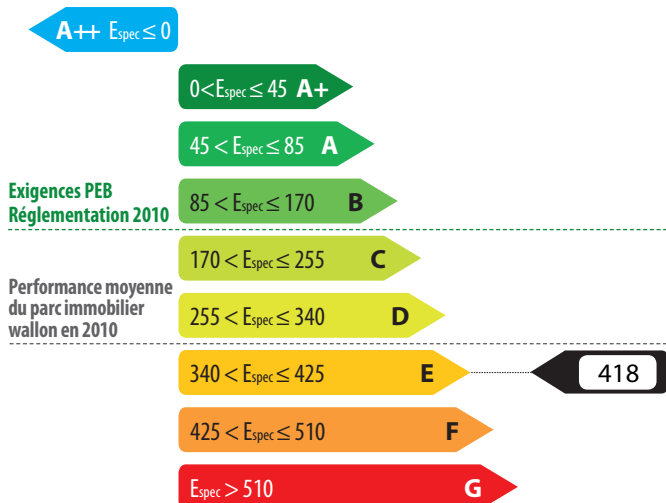 A++ Espec ≤ 0
0 < Espec ≤ 45 A+
45 < Espec ≤ 85 A
Exigences PEB
Réglementation 2010
85 < Espec ≤ 170 B
170 < Espec ≤ 255 C
Performance moyenne
du parc immobilier
wallon en 2010
255 < Espec ≤ 340 D
340 < Espec ≤ 425 E
418
425 < Espec ≤ 510 F
Espec > 510 G